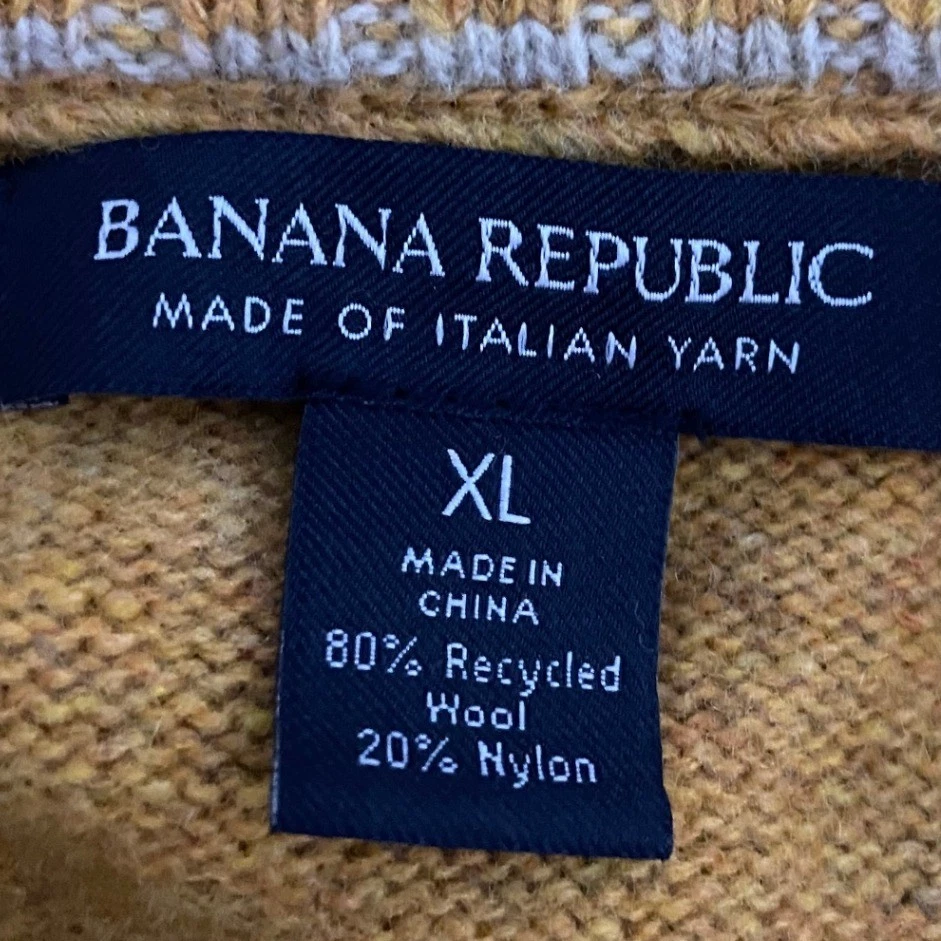 BANANA REPUBLIC
MADE OF ITALIAN YARN
XL
MADE IN
CHINA
80% Recycled
Wool
20% Nylon